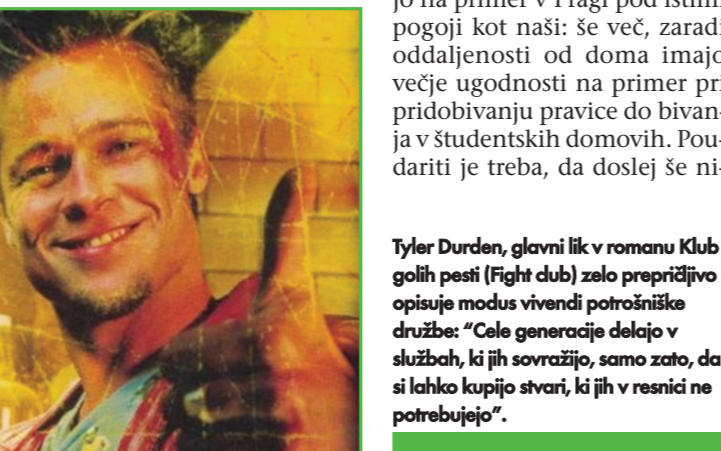 jo na primer v Pragi pod istimi
pogoji kot naši: še več, zaradi
oddaljenosti od doma imajo
večje ugodnosti na primer pri
pridobivanju pravice do bivan-
ja v študentskih domovih. Pou-
dariti je treba, da doslej še ni-
Tyler Durden, glavni lik v romanu Klub
golih pesti (Fight club) zelo prepričljivo
opisuje modus vivendi potrošniške
družbe: “Cele generacije delajo v
službah, ki jih sovražijo, samo zato, da
si lahko kupijo stvari, ki jih v resnici ne
potrebujejo”.